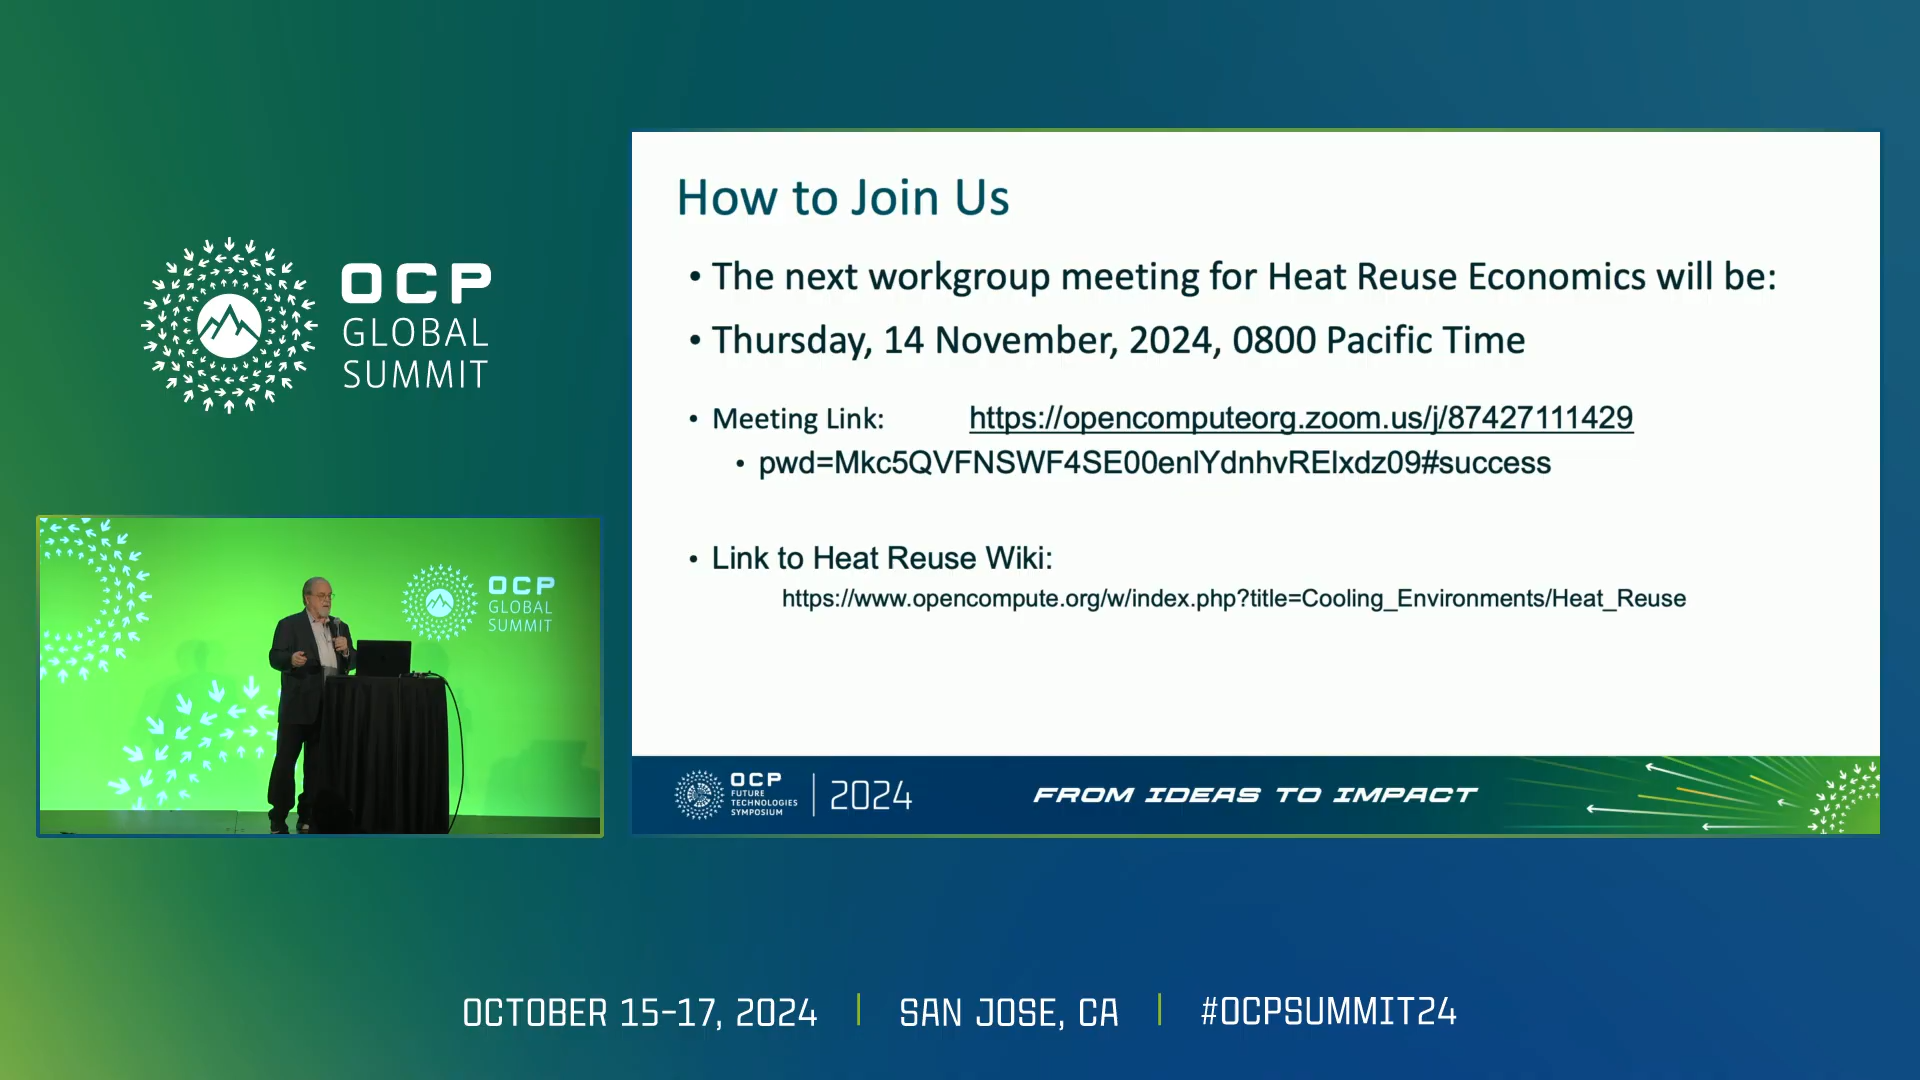 OCP
GLOBAL
SUMMIT
How to Join Us
• The next workgroup meeting for Heat Reuse Economics will be:
• Thursday, 14 November, 2024, 0800 Pacific Time
• Meeting Link: https://opencomputeorg.zoom.us/j/87427111429
• pwd=Mkc5QVFNSWF4SE00enlYdnhvRElxdz09#success
• Link to Heat Reuse Wiki:
https://www.opencompute.org/w/index.php?title=Cooling_Environments/Heat_Reuse
OCP
GLOBAL
SUMMIT
OCP
FUTURE
TECHNOLOGIES
SYMPOSIUM
2024
FROM IDEAS TO IMPACT
OCTOBER 15-17, 2024 | SAN JOSE, CA | #OCPSUMMIT24